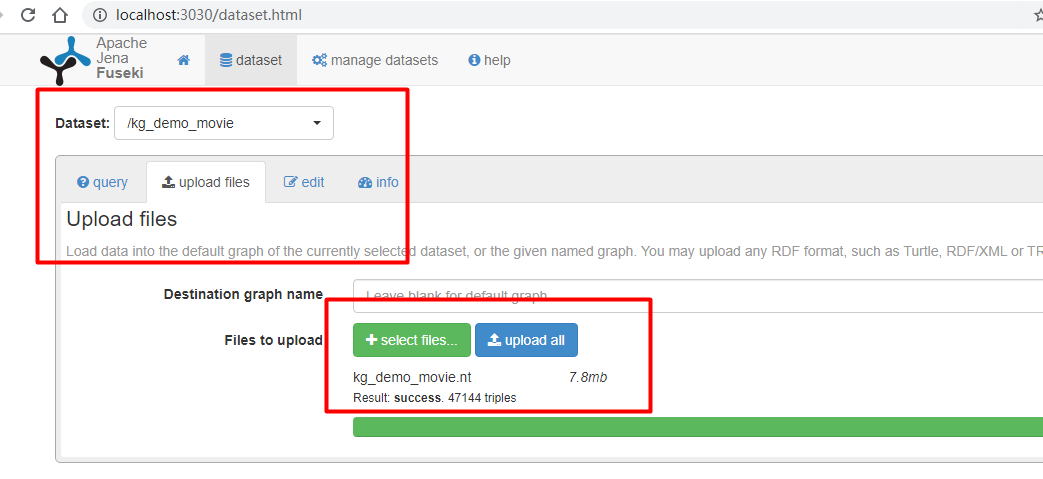 localhost:3030/dataset.html
Apache
Jena
Fuseki
dataset
manage datasets
help
Dataset:
/kg_demo_movie
query
upload files
edit
info
Upload files
Load data into the default graph of the currently selected dataset, or the given named graph. You may upload any RDF format, such as Turtle, RDF/XML or TR
Destination graph name
Leave blank for default graph
Files to upload
select files...
upload all
kg_demo_movie.nt 7.8mb
Result: success. 47144 triples